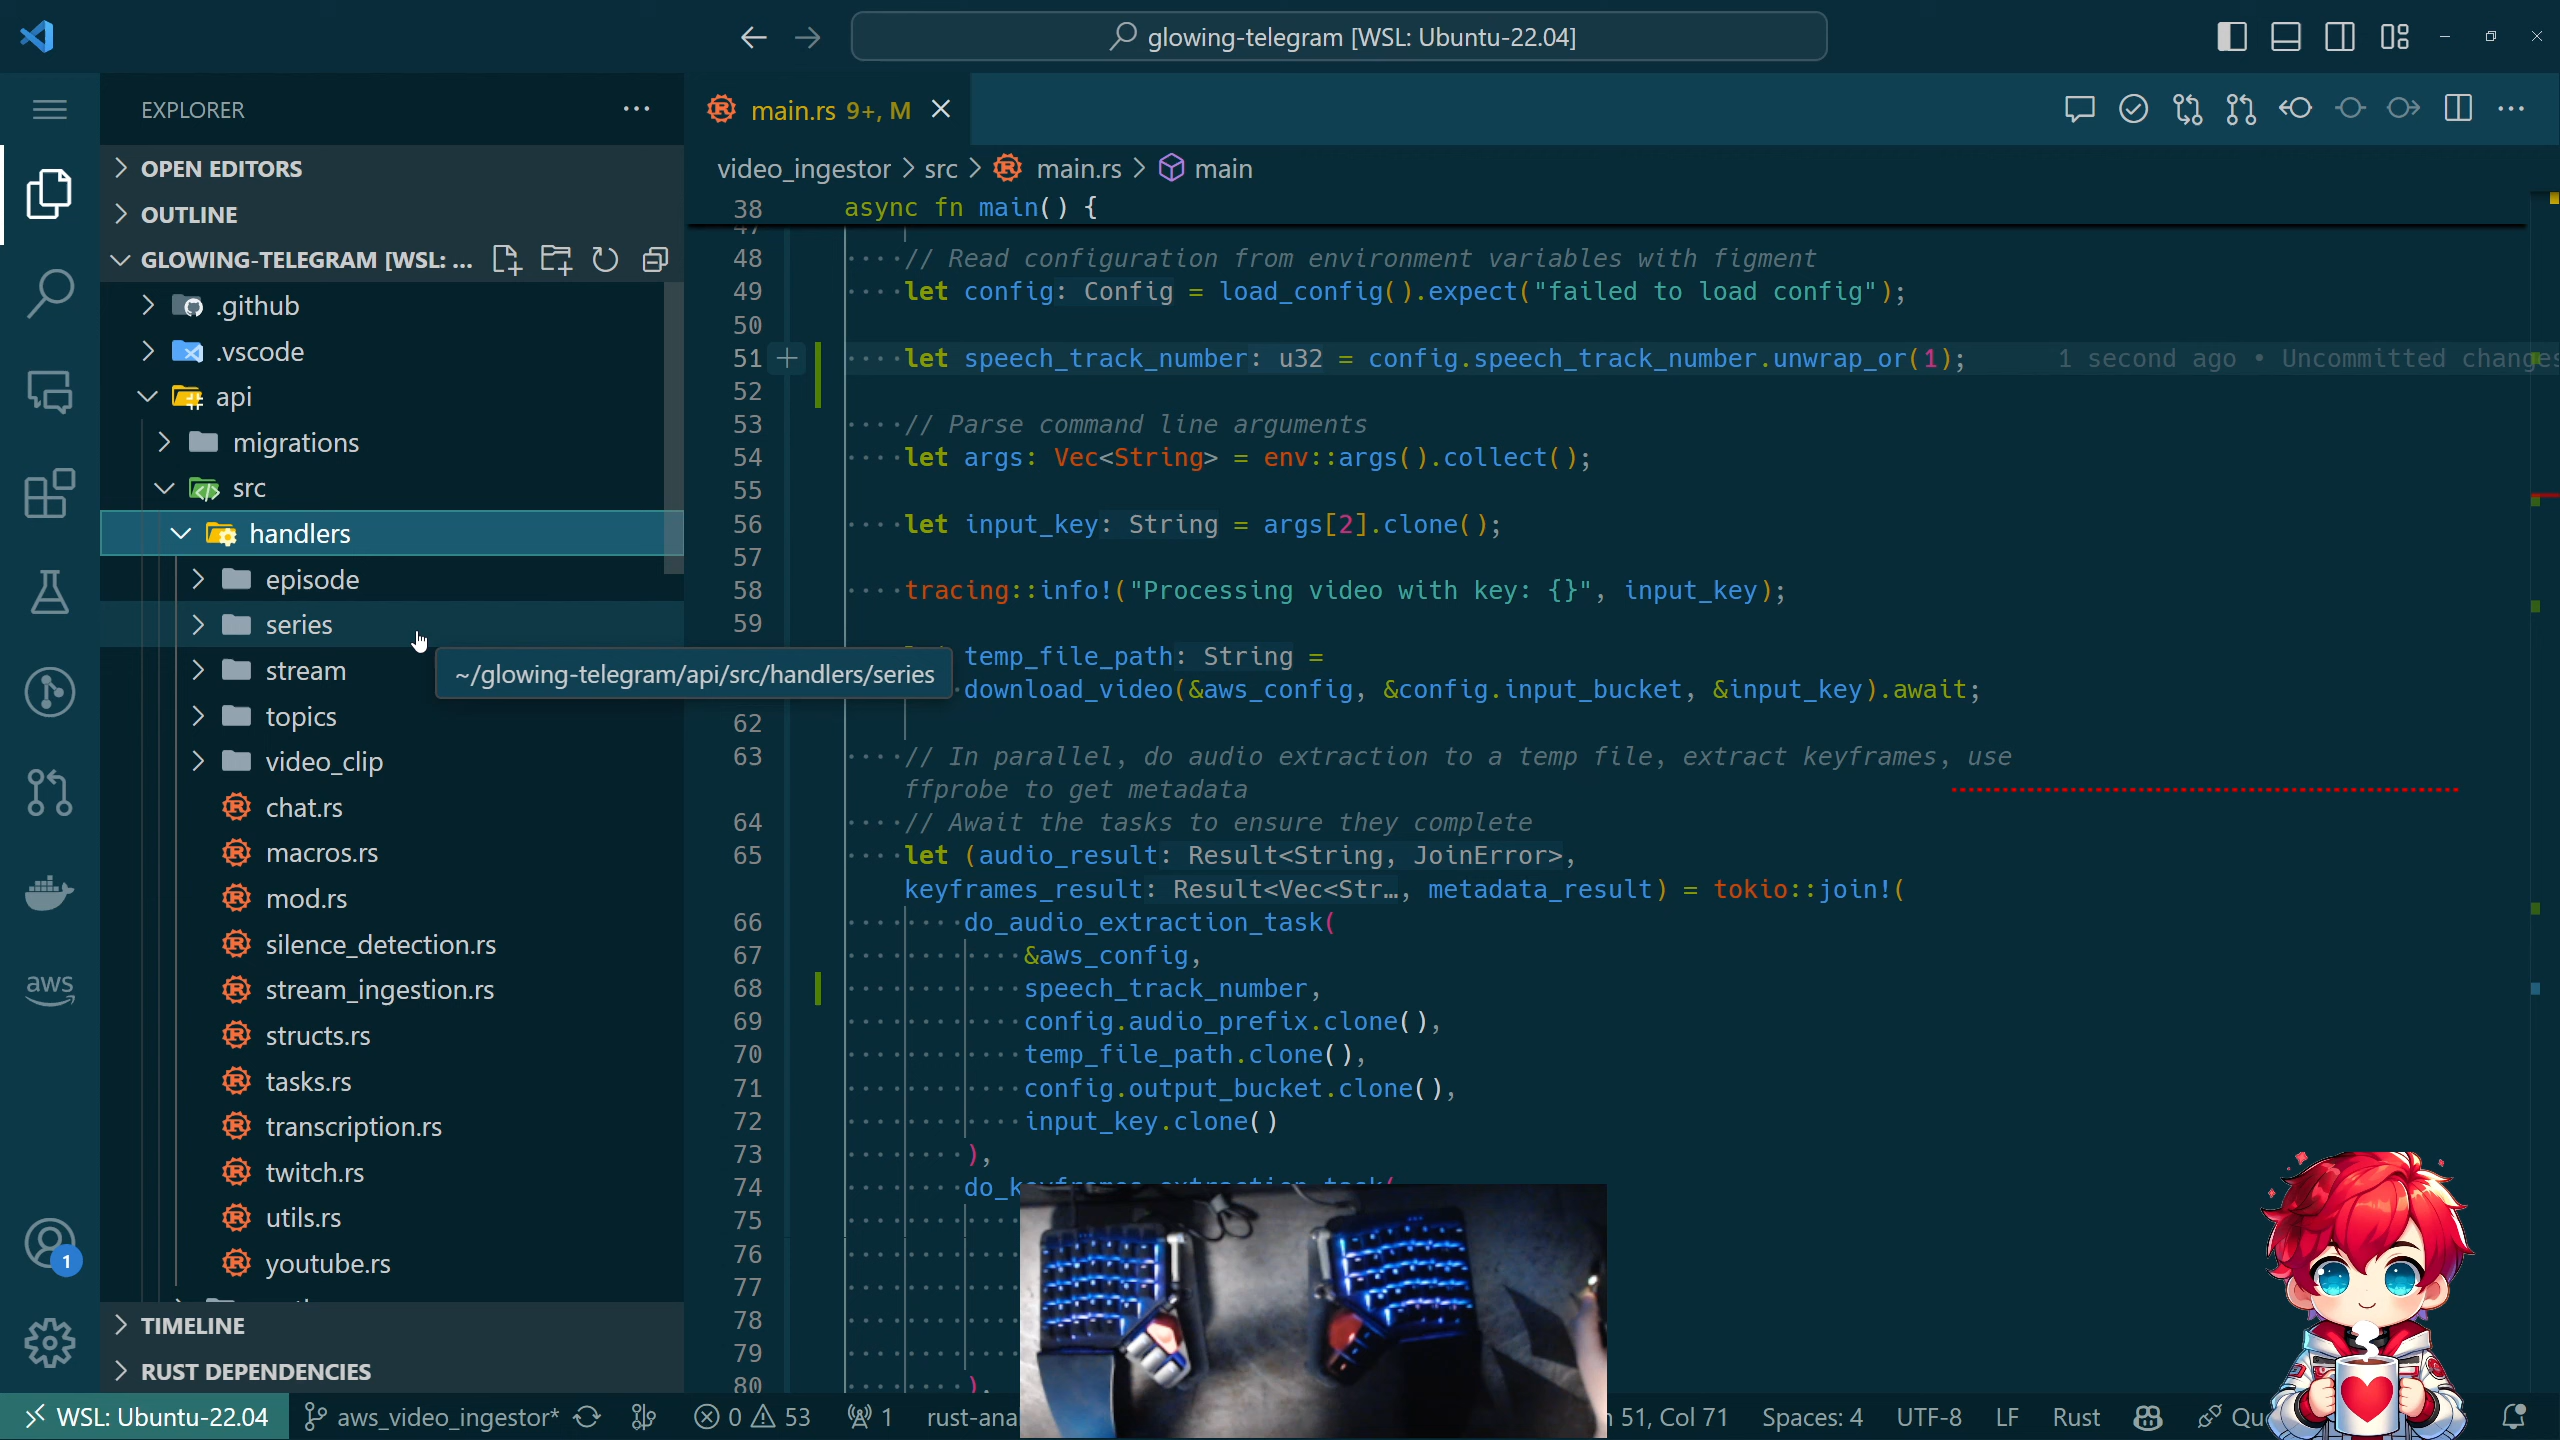 glowing-telegram [WSL: Ubuntu-22.04]
EXPLORER
OPEN EDITORS
OUTLINE
GLOWING-TELEGRAM [WSL: ...
.github
.vscode
api
migrations
src
handlers
episode
series
stream
topics
video_clip
chat.rs
macros.rs
mod.rs
silence_detection.rs
stream_ingestion.rs
structs.rs
tasks.rs
transcription.rs
twitch.rs
utils.rs
youtube.rs
TIMELINE
RUST DEPENDENCIES
aws
1
~/glowing-telegram/api/src/handlers/series
main.rs 9+, M
video_ingestor > src > main.rs > main
38 async fn main() {
47
48 ····// Read configuration from environment variables with figment
49 ····let config: Config = load_config().expect("failed to load config");
50
51 ····let speech_track_number: u32 = config.speech_track_number.unwrap_or(1); 1 second ago • Uncommitted changes
52
53 ····// Parse command line arguments
54 ····let args: Vec<String> = env::args().collect();
55
56 ····let input_key: String = args[2].clone();
57
58 ····tracing::info!("Processing video with key: {}", input_key);
59
temp_file_path: String =
download_video(&aws_config, &config.input_bucket, &input_key).await;
62
63 ····// In parallel, do audio extraction to a temp file, extract keyframes, use
ffprobe to get metadata
64 ····// Await the tasks to ensure they complete
65 ····let (audio_result: Result<String, JoinError>,
keyframes_result: Result<Vec<Str…, metadata_result) = tokio::join!(
66 ········do_audio_extraction_task(
67 ············&aws_config,
68 ············speech_track_number,
69 ············config.audio_prefix.clone(),
70 ············temp_file_path.clone(),
71 ············config.output_bucket.clone(),
72 ············input_key.clone()
73 ········),
74 ········do_keyframes_extraction_task(
75
76
77
78
79
80 ········),
WSL: Ubuntu-22.04 aws_video_ingestor* 0 53 1 rust-ana 51, Col 71 Spaces: 4 UTF-8 LF Rust